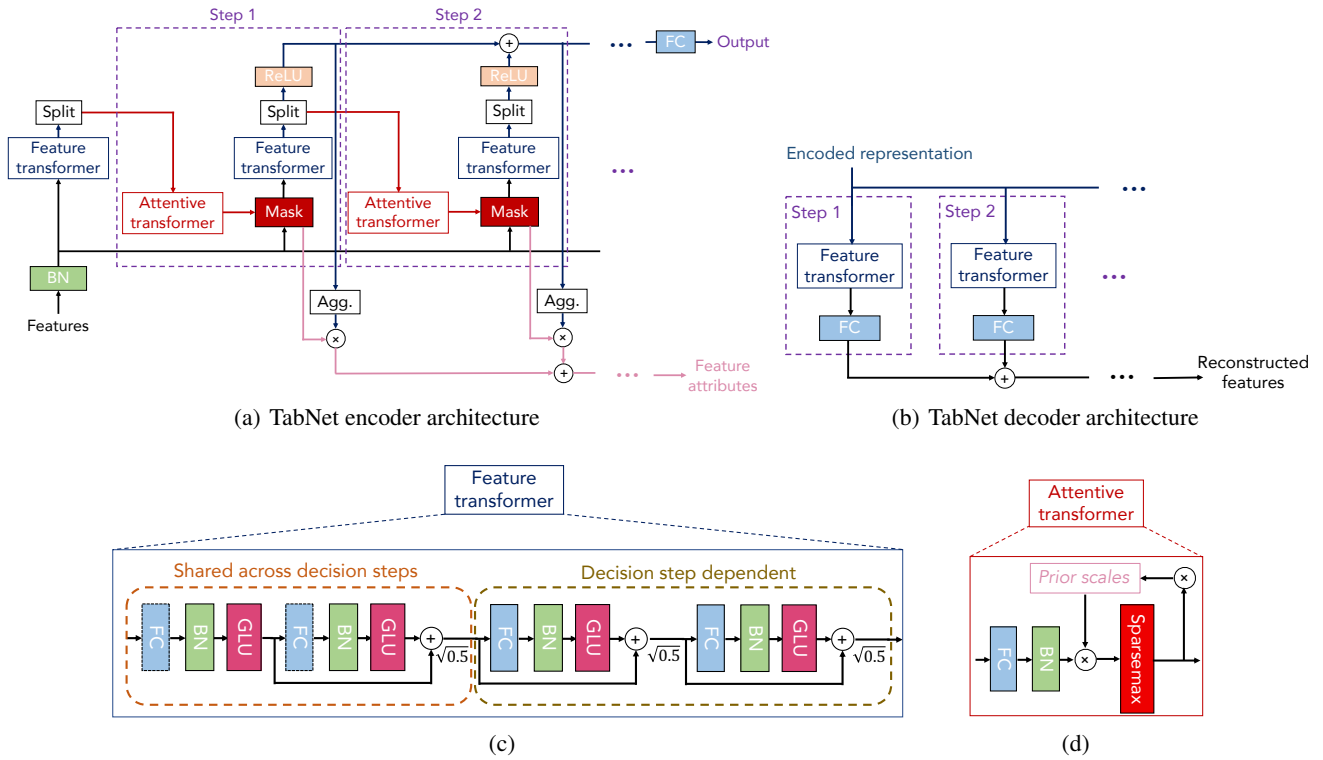 Step 1
Step 2
FC
Output
+
ReLU
ReLU
Split
Split
Split
Feature
transformer
Feature
transformer
Feature
transformer
Attentive
transformer
Mask
Attentive
transformer
Mask
BN
Features
Agg.
Agg.
×
×
+
Feature
attributes
(a) TabNet encoder architecture
Encoded representation
Step 1
Step 2
Feature
transformer
Feature
transformer
FC
FC
+
Reconstructed
features
(b) TabNet decoder architecture
Feature
transformer
Shared across decision steps
Decision step dependent
FC
BN
GLU
FC
BN
GLU
+
√0.5
FC
BN
GLU
+
√0.5
FC
BN
GLU
+
√0.5
(c)
Attentive
transformer
Prior scales
×
FC
BN
×
Sparsemax
(d)